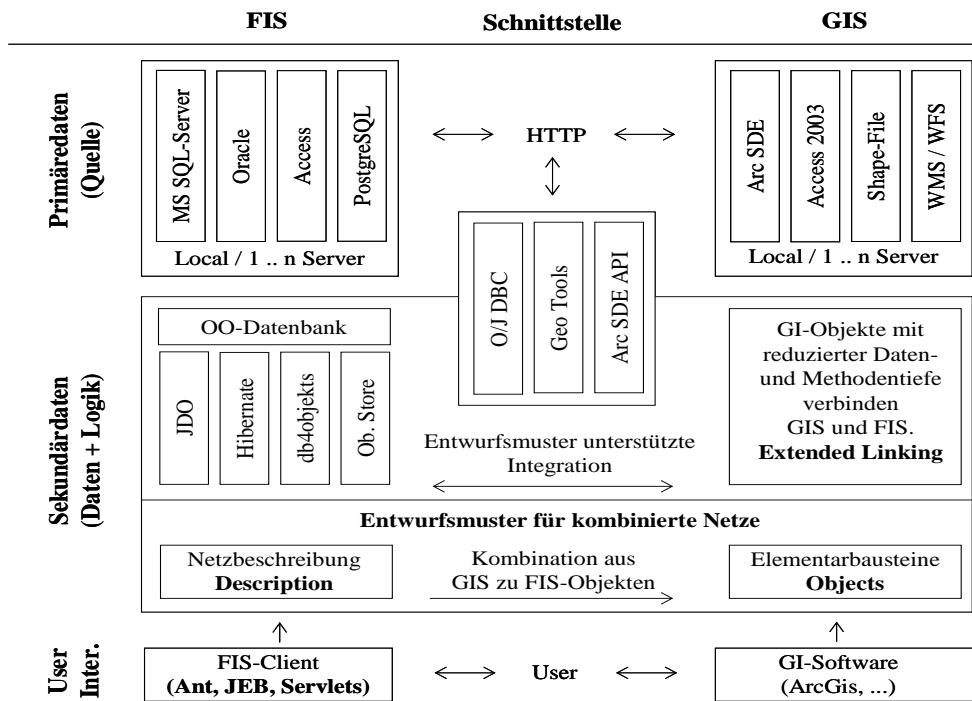 FIS
Schnittstelle
GIS
Primäredaten
(Quelle)
MS SQL-Server
Oracle
Access
PostgreSQL
Local / 1 .. n Server
HTTP
Arc SDE
Access 2003
Shape-File
WMS / WFS
Local / 1 .. n Server
O/J DBC
Geo Tools
Arc SDE API
Sekundärdaten
(Daten + Logik)
OO-Datenbank
JDO
Hibernate
db4objekts
Ob. Store
Entwurfsmuster unterstützte
Integration
GI-Objekte mit
reduzierter Daten-
und Methodentiefe
verbinden
GIS und FIS.
Extended Linking
Entwurfsmuster für kombinierte Netze
Netzbeschreibung
Description
Kombination aus
GIS zu FIS-Objekten
Elementarbausteine
Objects
User
Inter.
FIS-Client
(Ant, JEB, Servlets)
User
GI-Software
(ArcGis, ...)